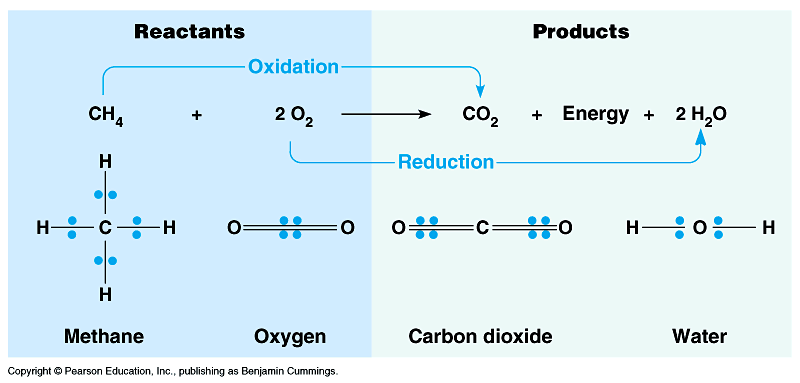 Reactants Products
Oxidation
CH4 + 2 O2 CO2 + Energy + 2 H2O
Reduction
H H
H C H O O O C O H O H
H
Methane Oxygen Carbon dioxide Water
Copyright © Pearson Education, Inc., publishing as Benjamin Cummings.